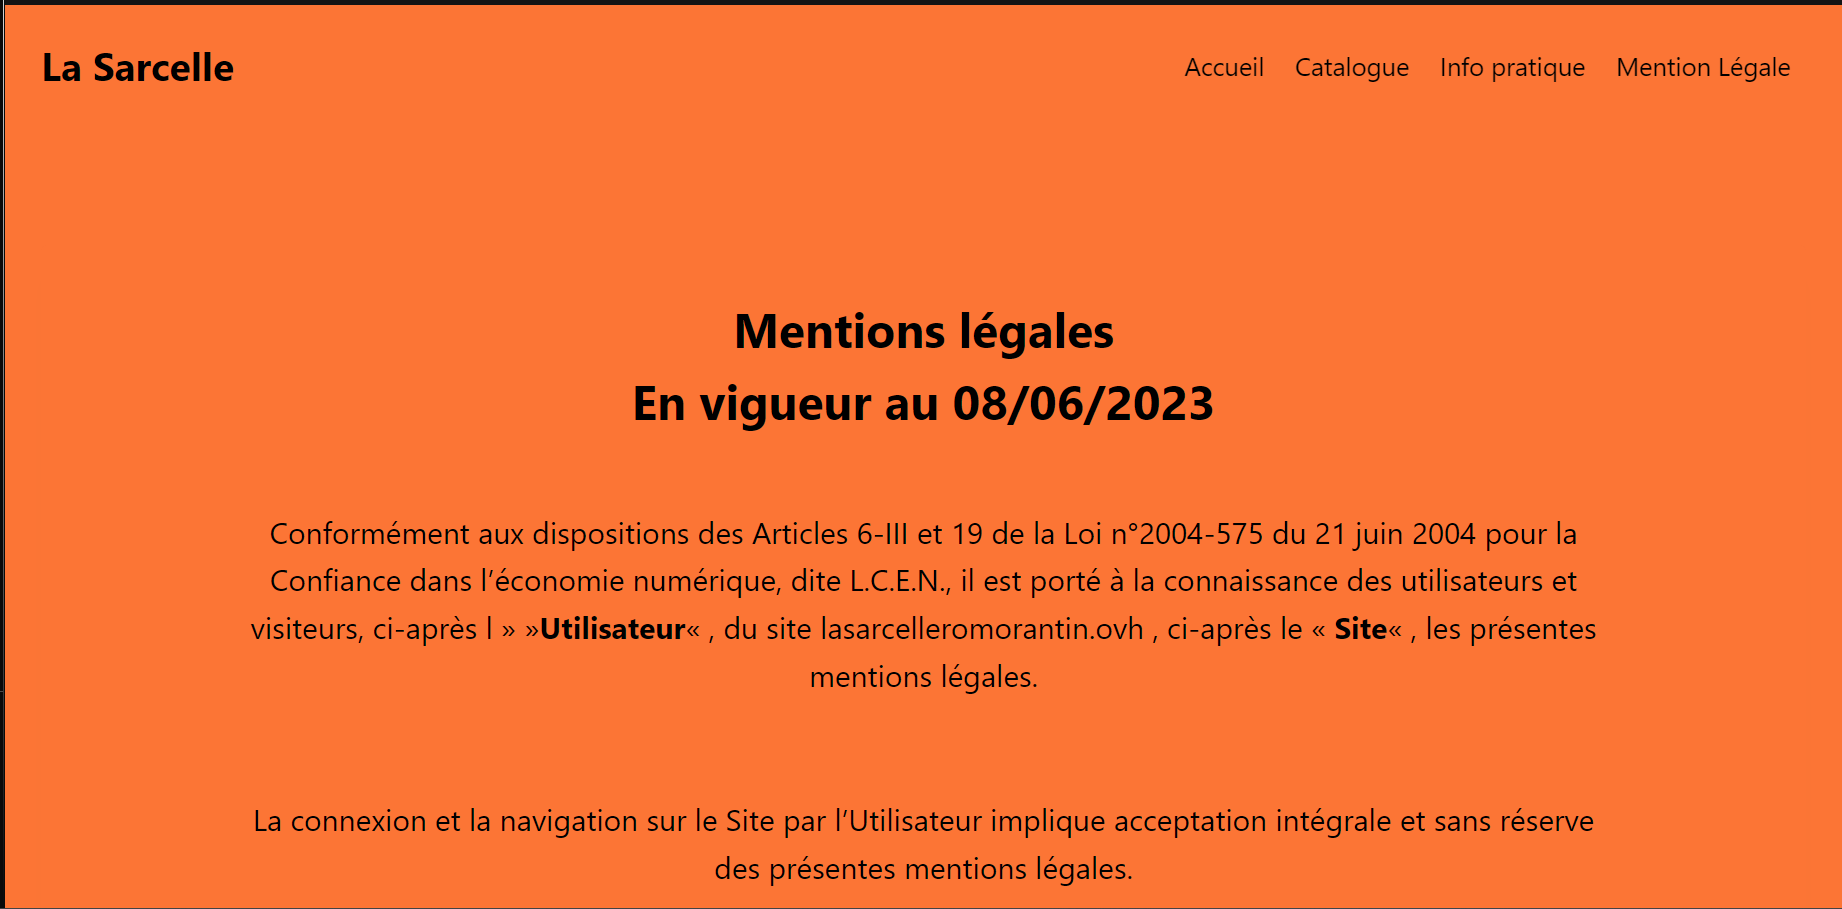 La Sarcelle
Accueil Catalogue Info pratique Mention Légale
Mentions légales
En vigueur au 08/06/2023
Conformément aux dispositions des Articles 6-III et 19 de la Loi n°2004-575 du 21 juin 2004 pour la
Confiance dans l’économie numérique, dite L.C.E.N., il est porté à la connaissance des utilisateurs et
visiteurs, ci-après l » »Utilisateur« , du site lasarcelleromorantin.ovh , ci-après le « Site« , les présentes
mentions légales.
La connexion et la navigation sur le Site par l’Utilisateur implique acceptation intégrale et sans réserve
des présentes mentions légales.